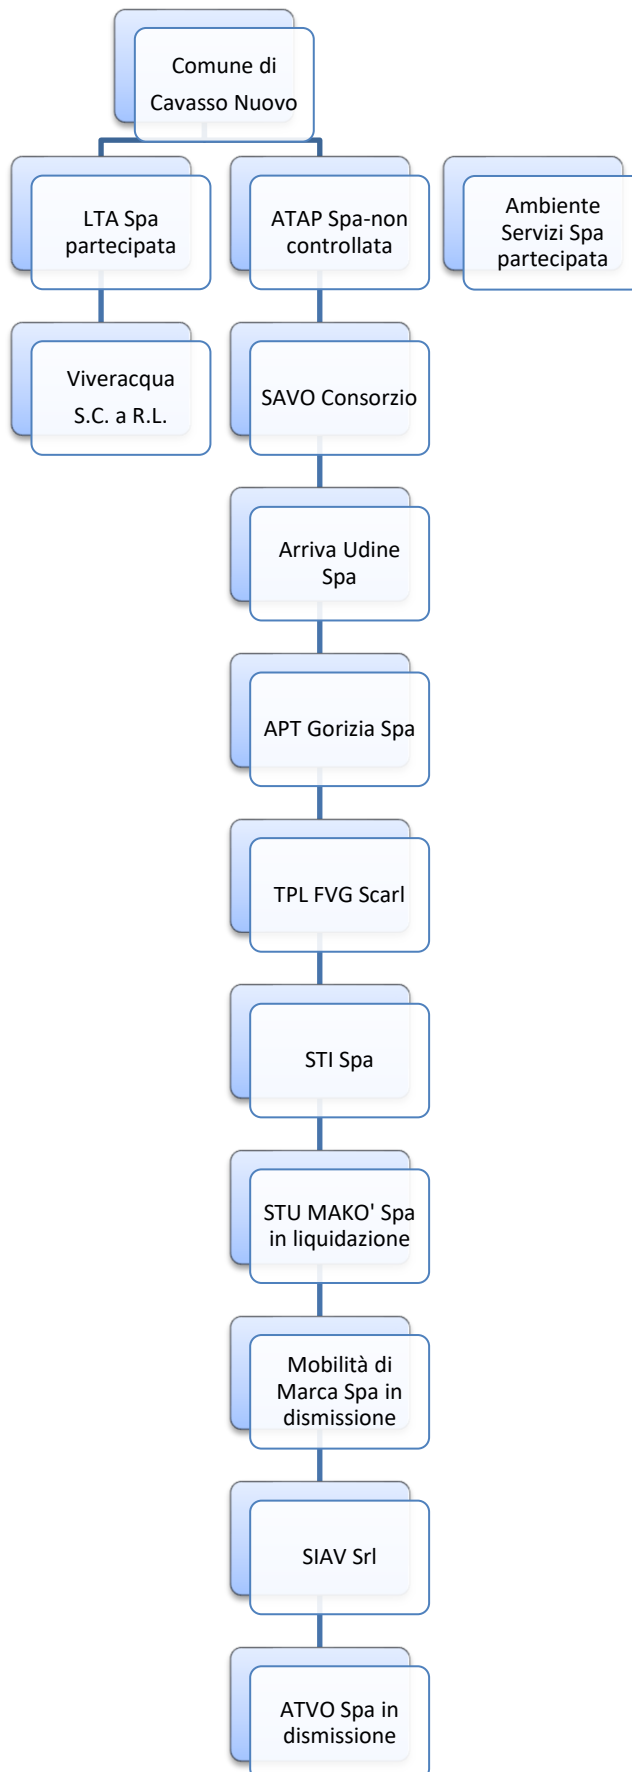 Comune di
Cavasso Nuovo
LTA Spa
partecipata
ATAP Spa-non
controllata
Ambiente
Servizi Spa
partecipata
Viveracqua
S.C. a R.L.
SAVO Consorzio
Arriva Udine
Spa
APT Gorizia Spa
TPL FVG Scarl
STI Spa
STU MAKO' Spa
in liquidazione
Mobilità di
Marca Spa in
dismissione
SIAV Srl
ATVO Spa in
dismissione